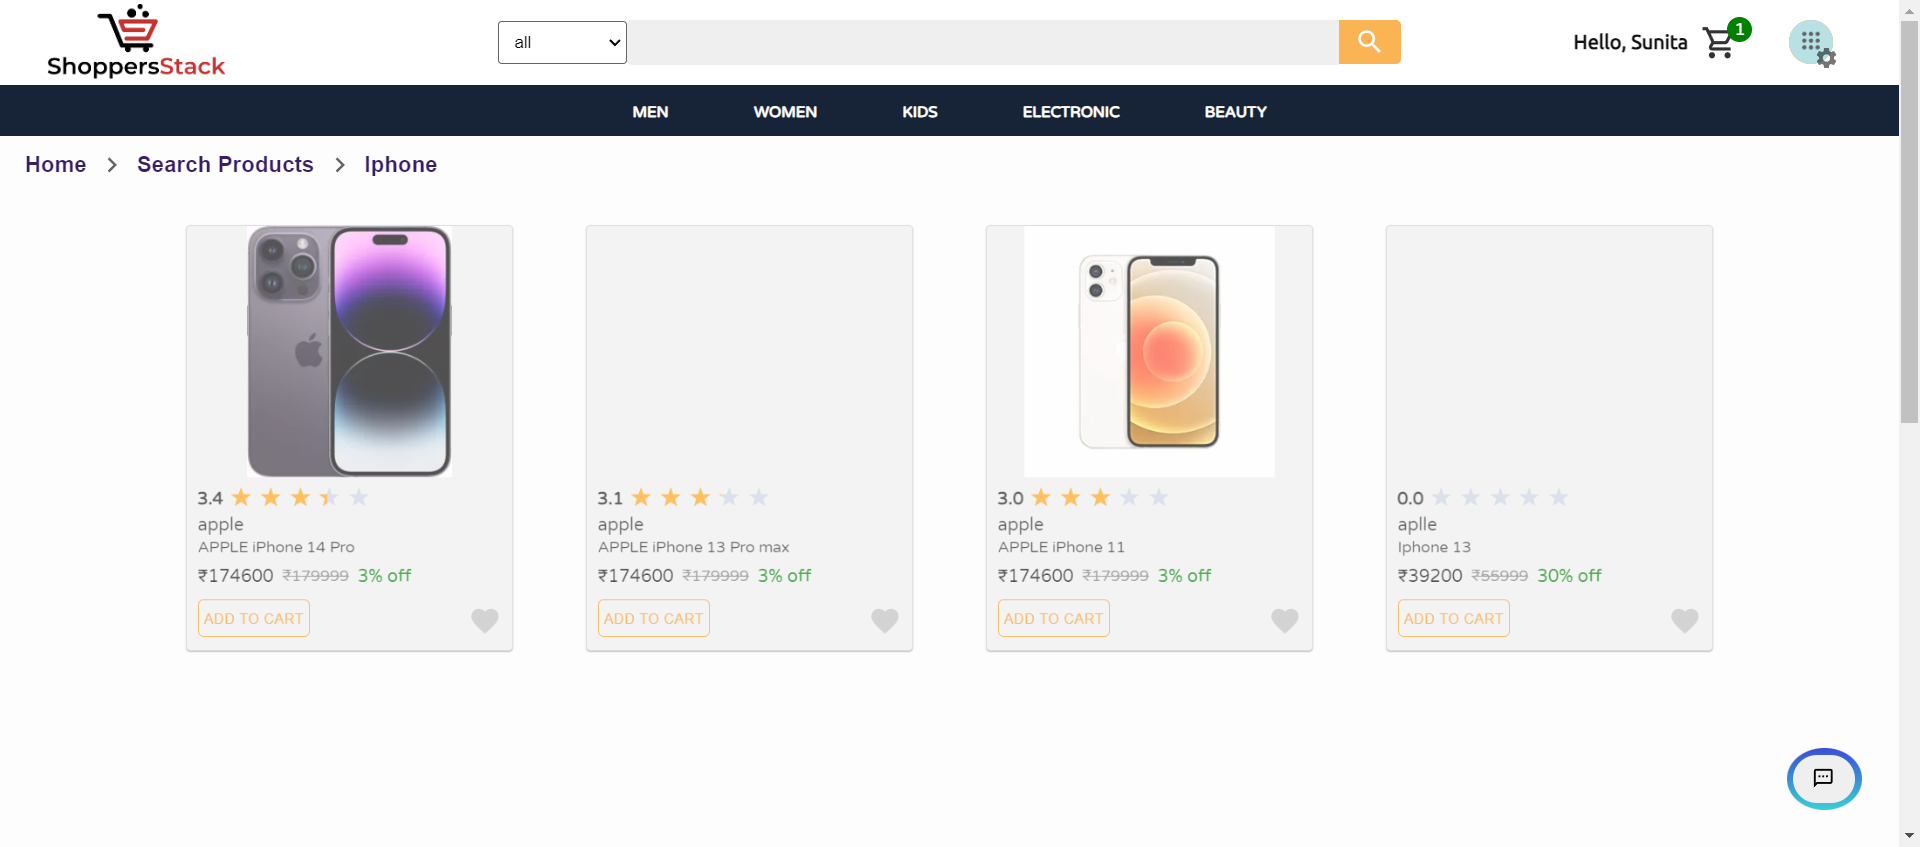 ShoppersStack
all
Hello, Sunita
1
MEN WOMEN KIDS ELECTRONIC BEAUTY
Home > Search Products > Iphone
3.4
apple
APPLE iPhone 14 Pro
₹174600 ₹179999 3% off
ADD TO CART
3.1
apple
APPLE iPhone 13 Pro max
₹174600 ₹179999 3% off
ADD TO CART
3.0
apple
APPLE iPhone 11
₹174600 ₹179999 3% off
ADD TO CART
0.0
aplle
Iphone 13
₹39200 ₹55999 30% off
ADD TO CART